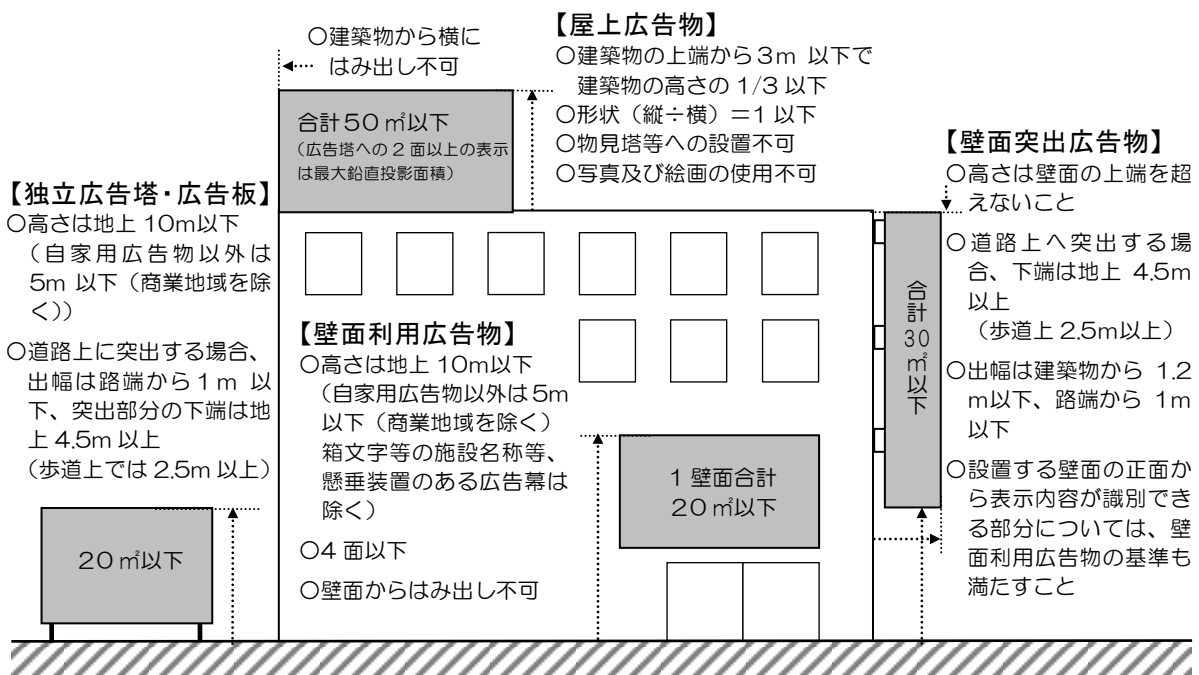 〇建築物から横に
はみ出し不可
【屋上広告物】
〇建築物の上端から3m 以下で
建築物の高さの 1/3 以下
〇形状（縦÷横）＝1 以下
〇物見塔等への設置不可
〇写真及び絵画の使用不可
合計50 ㎡以下
（広告塔への２面以上の表示
は最大鉛直投影面積）
【独立広告塔・広告板】
〇高さは地上 10m以下
（自家用広告物以外は
5m 以下（商業地域を除
く））
〇道路上に突出する場合、
出幅は路端から1ｍ 以
下、突出部分の下端は地
上 4.5m 以上
（歩道上では 2.5m 以上）
20 ㎡以下
【壁面利用広告物】
〇高さは地上 10m以下
（自家用広告物以外は 5m
以下（商業地域を除く）
箱文字等の施設名称等、
懸垂装置のある広告幕は
除く）
〇4 面以下
〇壁面からはみ出し不可
1 壁面合計
20 ㎡以下
合計30㎡以下
【壁面突出広告物】
〇高さは壁面の上端を超
えないこと
〇道路上へ突出する場
合、下端は地上 4.5m
以上
（歩道上 2.5m以上）
〇出幅は建築物から 1.2
m以下、路端から 1m
以下
〇設置する壁面の正面か
ら表示内容が識別でき
る部分については、壁
面利用広告物の基準も
満たすこと